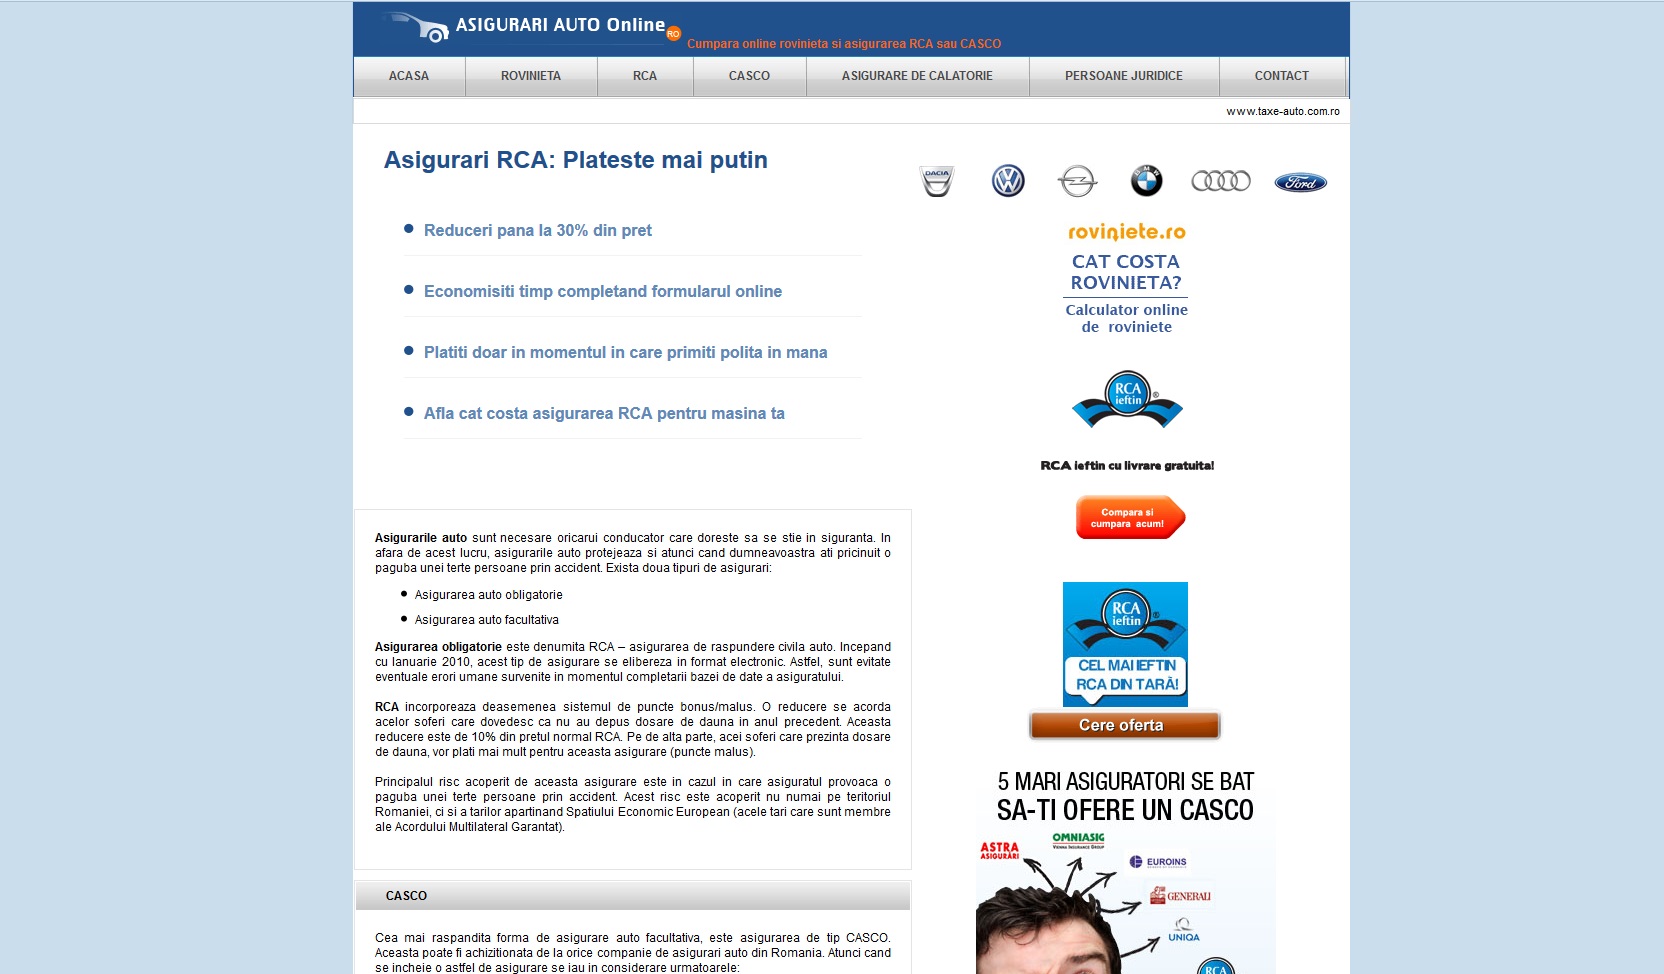 ASIGURARI AUTO Online RO
Cumpara online rovinieta si asigurarea RCA sau CASCO
ACASA ROVINIETA RCA CASCO ASIGURARE DE CALATORIE PERSOANE JURIDICE CONTACT
www.taxe-auto.com.ro
Asigurari RCA: Plateste mai putin
Reduceri pana la 30% din pret
Economisiti timp completand formularul online
Platiti doar in momentul in care primiti polita in mana
Afla cat costa asigurarea RCA pentru masina ta
Asigurarile auto sunt necesare oricarui conducator care doreste sa se stie in siguranta. In
afara de acest lucru, asigurarile auto protejeaza si atunci cand dumneavoastra ati pricinuit o
paguba unei terte persoane prin accident. Exista doua tipuri de asigurari:
Asigurarea auto obligatorie
Asigurarea auto facultativa
Asigurarea obligatorie este denumita RCA – asigurarea de raspundere civila auto. Incepand
cu Ianuarie 2010, acest tip de asigurare se elibereza in format electronic. Astfel, sunt evitate
eventuale erori umane survenite in momentul completarii bazei de date a asiguratului.
RCA incorporeaza deasemenea sistemul de puncte bonus/malus. O reducere se acorda
acelor soferi care dovedesc ca nu au depus dosare de dauna in anul precedent. Aceasta
reducere este de 10% din pretul normal RCA. Pe de alta parte, acei soferi care prezinta dosare
de dauna, vor plati mai mult pentru aceasta asigurare (puncte malus).
Principalul risc acoperit de aceasta asigurare este in cazul in care asiguratul provoaca o
paguba unei terte persoane prin accident. Acest risc este acoperit nu numai pe teritoriul
Romaniei, ci si a tarilor apartinand Spatiului Economic European (acele tari care sunt membre
ale Acordului Multilateral Garantat).
CASCO
Cea mai raspandita forma de asigurare auto facultativa, este asigurarea de tip CASCO.
Aceasta poate fi achizitionata de la orice companie de asigurari auto din Romania. Atunci cand
se incheie o astfel de asigurare se iau in considerare urmatoarele:
DACIA
BMW
Ford
roviniete.ro
CAT COSTA
ROVINIETA?
Calculator online
de roviniete
RCA
ieftin ®
RCA ieftin cu livrare gratuita!
Compara si
cumpara acum!
RCA
ieftin ®
CEL MAI IEFTIN
RCA DIN TARĂ!
Cere oferta
5 MARI ASIGURATORI SE BAT
SA-TI OFERE UN CASCO
OMNIASIG
ASTRA
ASIGURĂRI
EUROINS
GENERALI
UNIQA
RCA